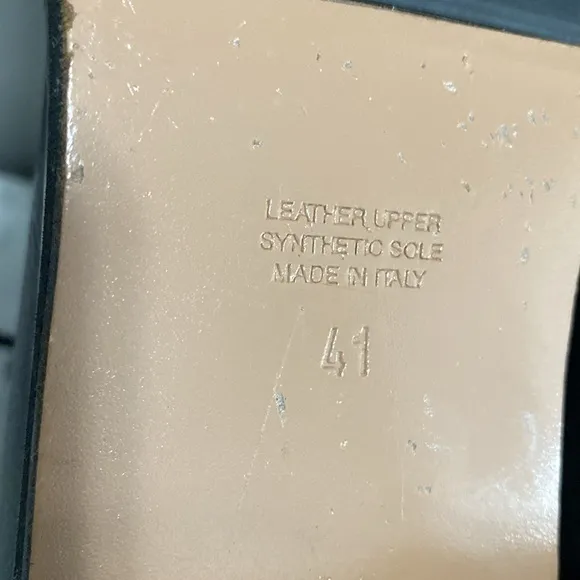 LEATHER UPPER
SYNTHETIC SOLE
MADE IN ITALY
41